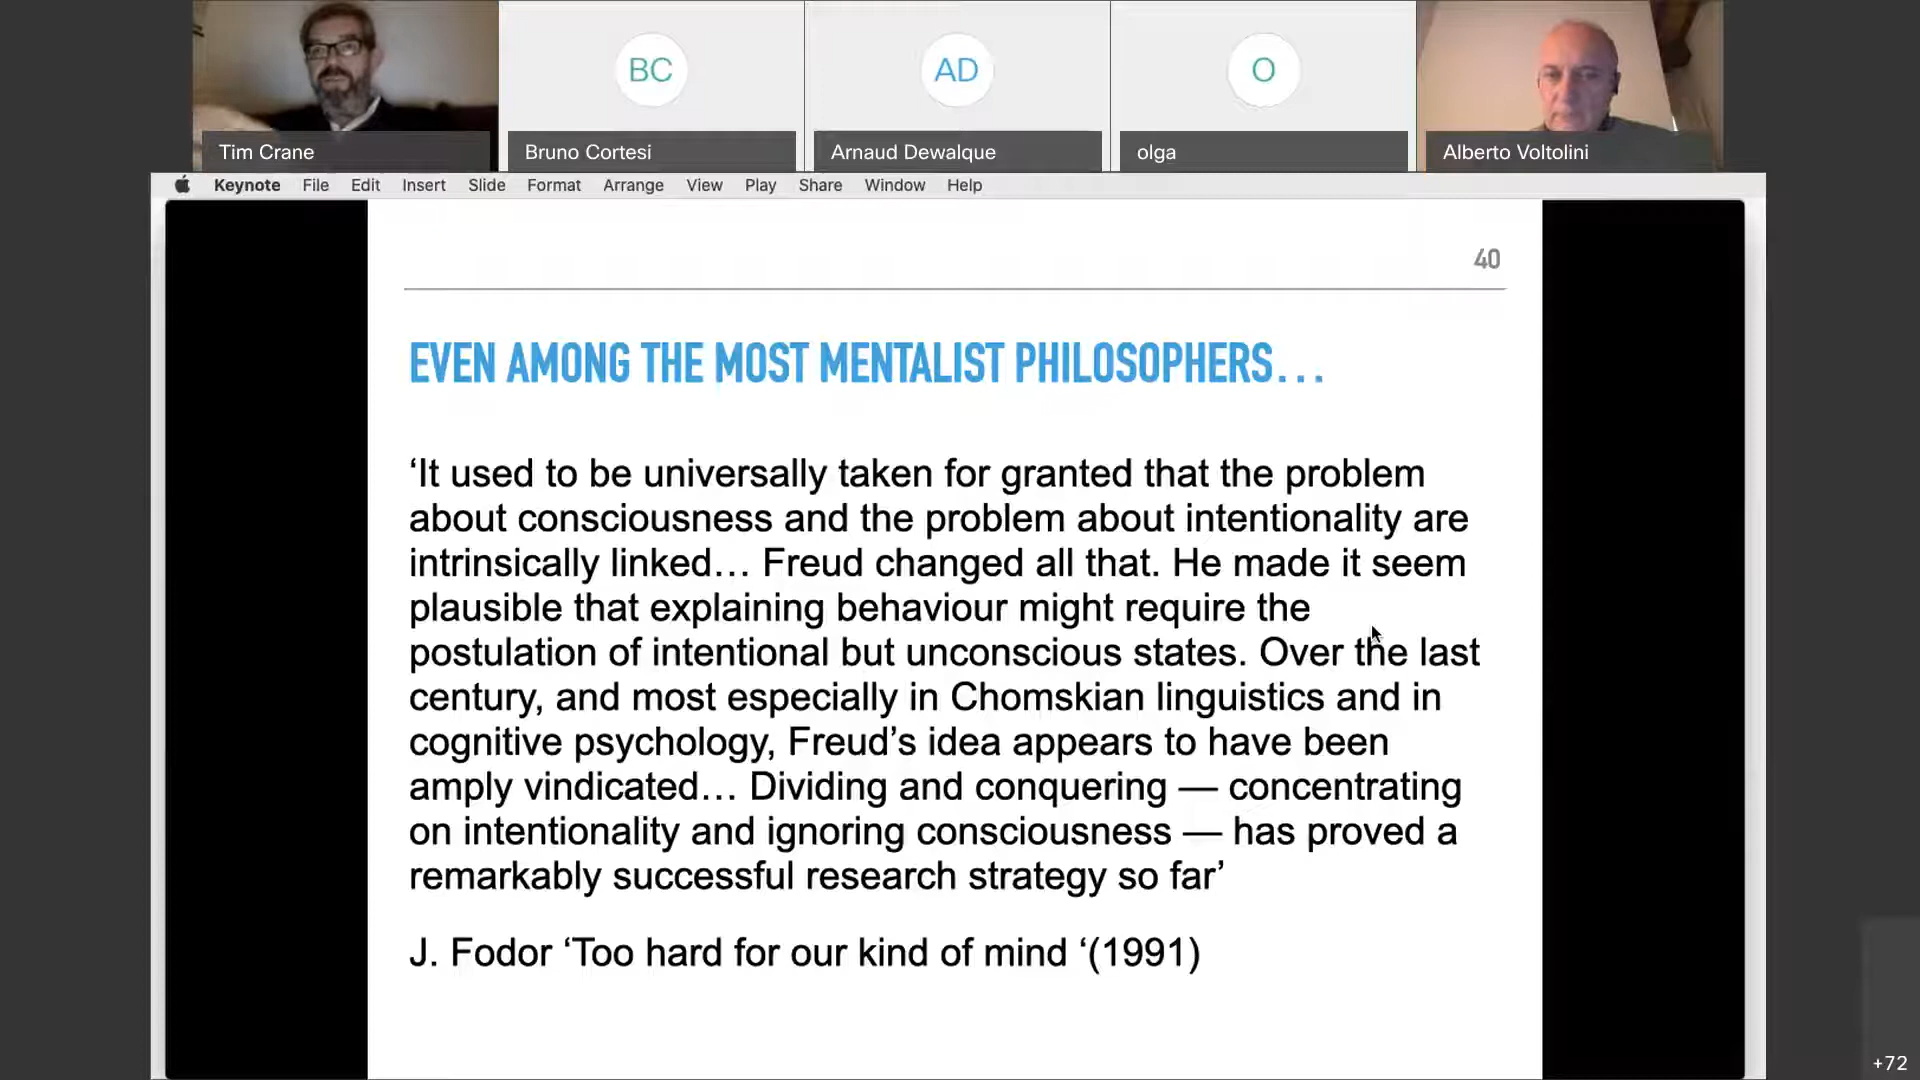 BC
AD
O
Tim Crane
Bruno Cortesi
Arnaud Dewalque
olga
Alberto Voltolini
Keynote File Edit Insert Slide Format Arrange View Play Share Window Help
40
EVEN AMONG THE MOST MENTALIST PHILOSOPHERS…
‘It used to be universally taken for granted that the problem
about consciousness and the problem about intentionality are
intrinsically linked… Freud changed all that. He made it seem
plausible that explaining behaviour might require the
postulation of intentional but unconscious states. Over the last
century, and most especially in Chomskian linguistics and in
cognitive psychology, Freud’s idea appears to have been
amply vindicated… Dividing and conquering — concentrating
on intentionality and ignoring consciousness — has proved a
remarkably successful research strategy so far’
J. Fodor ‘Too hard for our kind of mind ‘(1991)
+72